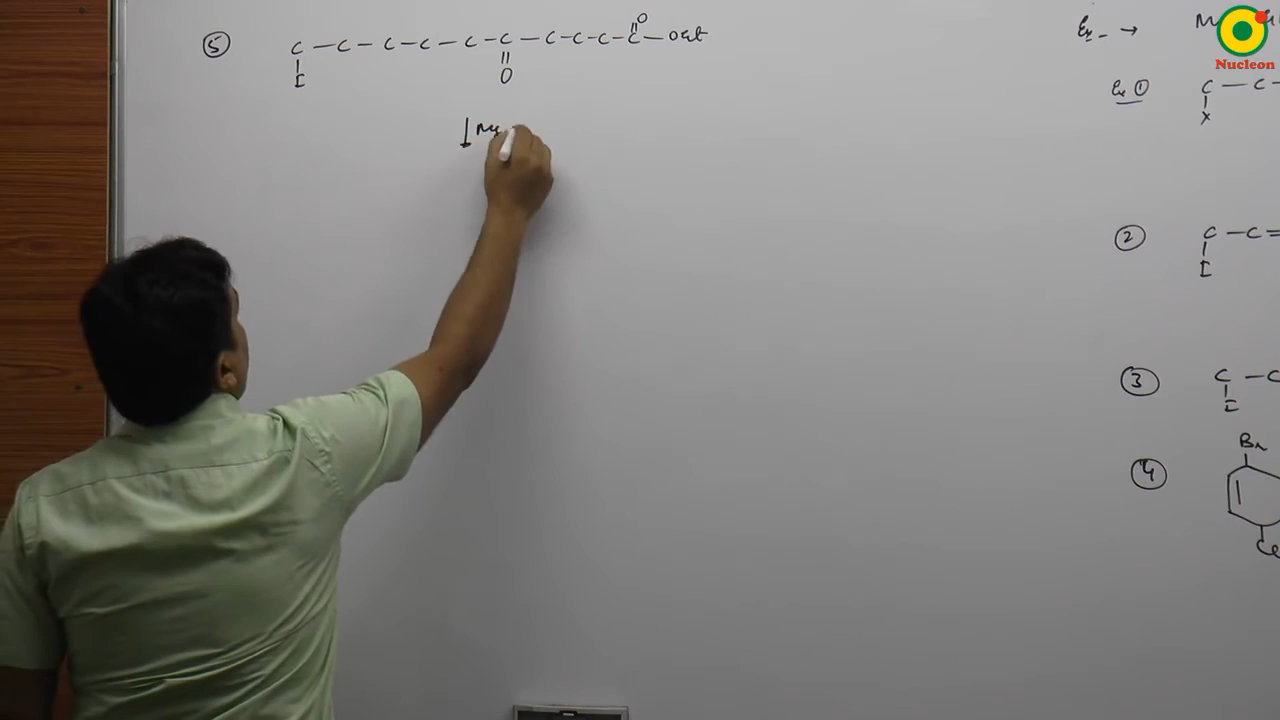 O
⑤ C – C – C – C – C – C – C – C – C – C – OEt
I
O
↓ Mg
Ex – → M
Nucleon
Ex ① C – C –
X
② C – C =
I
③ C – C
I
Br
④